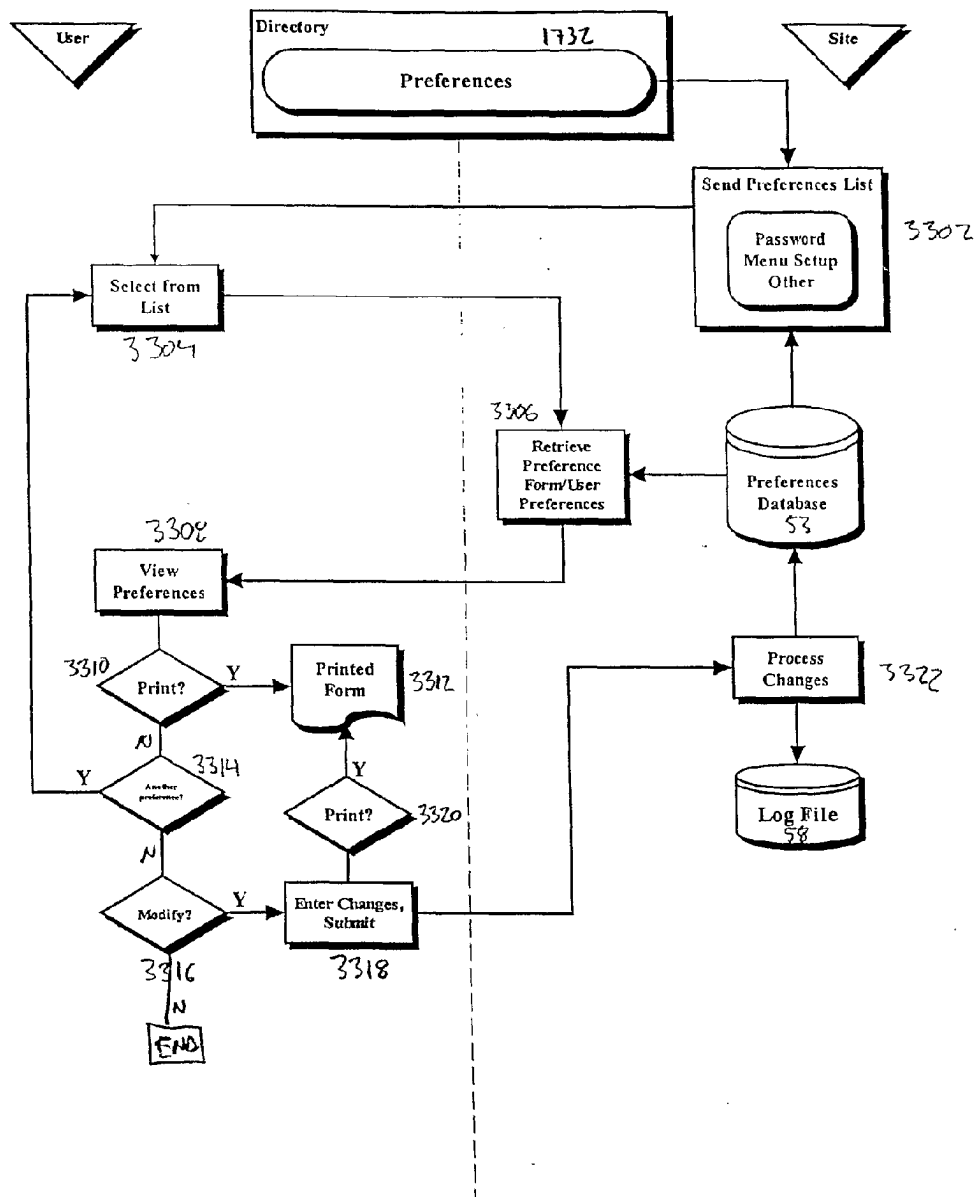 User
Directory
1732
Preferences
Site
Send Preferences List
Password
Menu Setup
Other
3302
Select from
List
3304
3306
Retrieve
Preference
Form/User
Preferences
Preferences
Database
53
3308
View
Preferences
3310
Print?
Y
Printed
Form
3312
Process
Changes
3322
N
Y
3314
Another
preference?
Y
Print?
3320
Log File
58
N
Modify?
Y
Enter Changes,
Submit
3316
3318
N
END